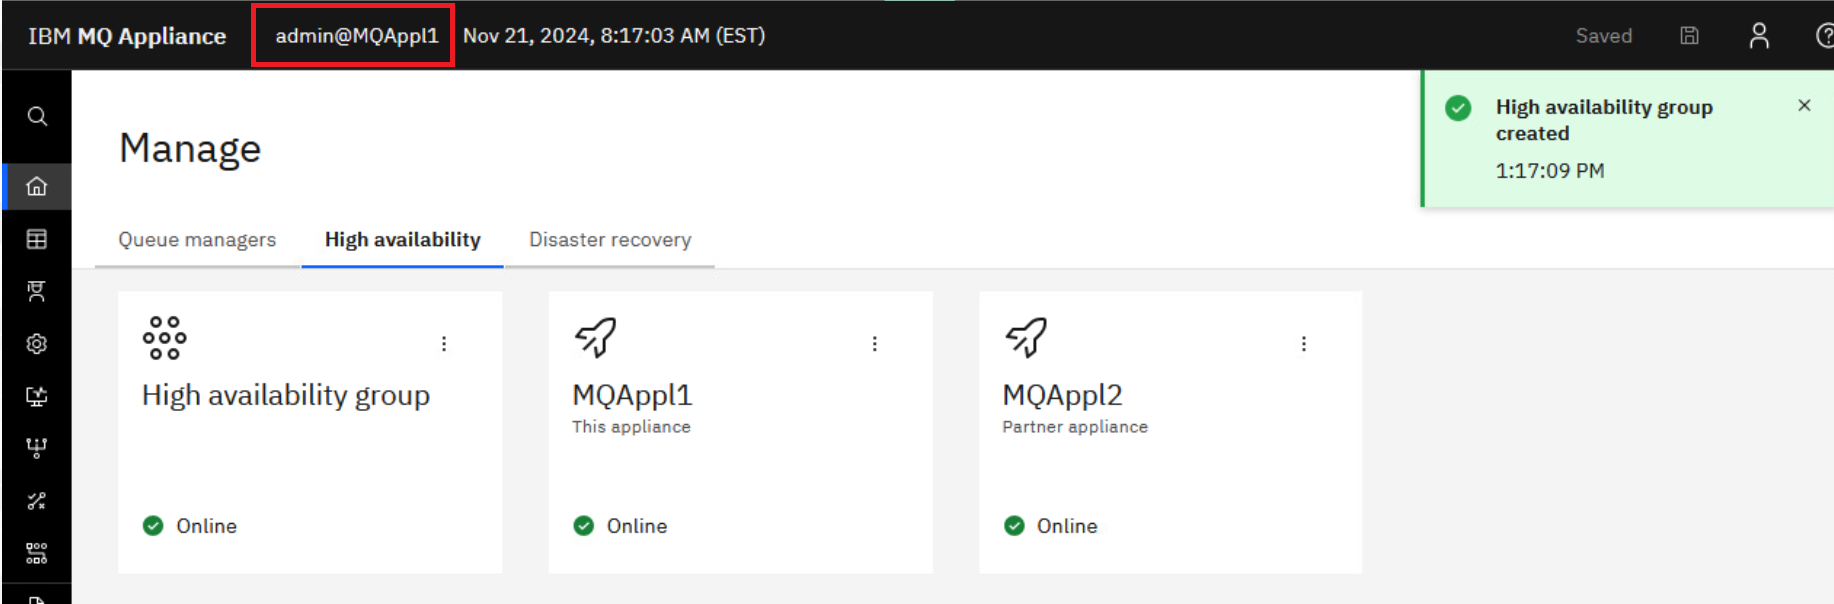 IBM MQ Appliance admin@MQAppl1 Nov 21, 2024, 8:17:03 AM (EST) Saved
High availability group
created
1:17:09 PM
Manage
Queue managers High availability Disaster recovery
High availability group
Online
MQAppl1
This appliance
Online
MQAppl2
Partner appliance
Online